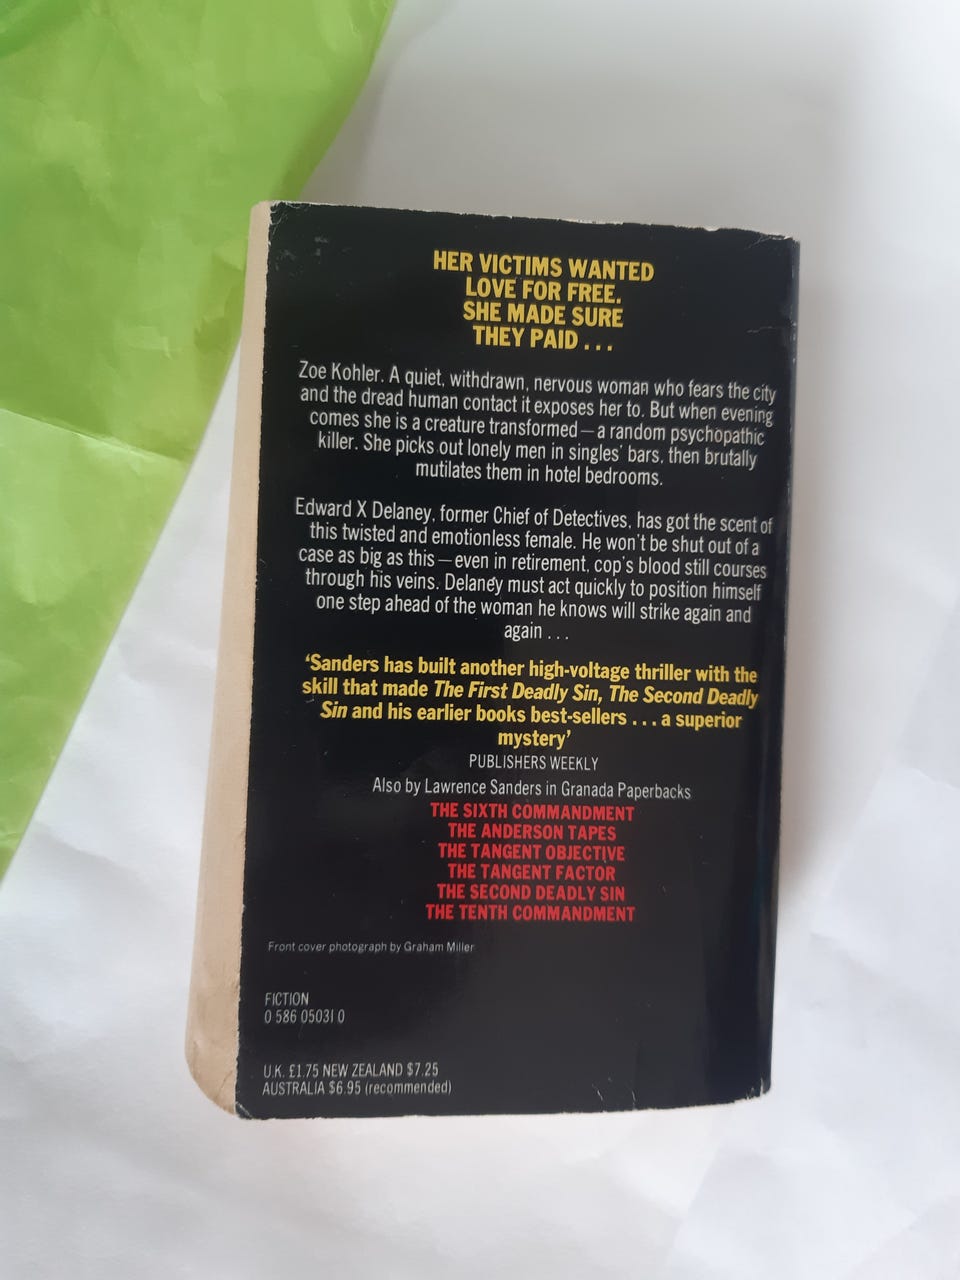 HER VICTIMS WANTED
LOVE FOR FREE.
SHE MADE SURE
THEY PAID . . .
Zoe Kohler. A quiet, withdrawn, nervous woman who fears the city
and the dread human contact it exposes her to. But when evening
comes she is a creature transformed – a random psychopathic
killer. She picks out lonely men in singles' bars, then brutally
mutilates them in hotel bedrooms.
Edward X Delaney, former Chief of Detectives, has got the scent of
this twisted and emotionless female. He won't be shut out of a
case as big as this – even in retirement, cop's blood still courses
through his veins. Delaney must act quickly to position himself
one step ahead of the woman he knows will strike again and
again . . .
'Sanders has built another high-voltage thriller with the
skill that made The First Deadly Sin, The Second Deadly
Sin and his earlier books best-sellers . . . a superior
mystery'
PUBLISHERS WEEKLY
Also by Lawrence Sanders in Granada Paperbacks
THE SIXTH COMMANDMENT
THE ANDERSON TAPES
THE TANGENT OBJECTIVE
THE TANGENT FACTOR
THE SECOND DEADLY SIN
THE TENTH COMMANDMENT
Front cover photograph by Graham Miller
FICTION
0 586 05031 0
U.K. £1.75 NEW ZEALAND $7.25
AUSTRALIA $6.95 (recommended)